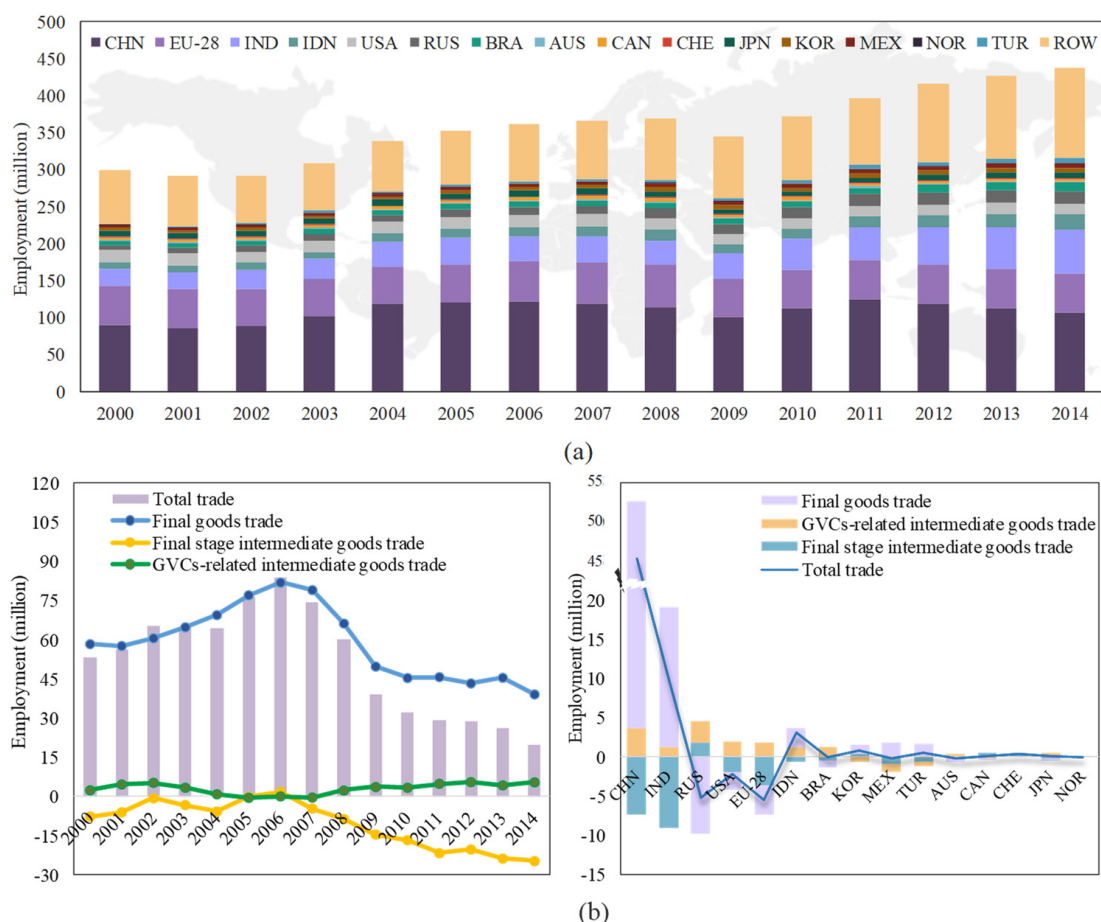 500
CHN EU-28 IND IDN USA RUS BRA AUS CAN CHE JPN KOR MEX NOR TUR ROW
450
400
350
300
250
200
150
100
50
0
Employment (million )
2000 2001 2002 2003 2004 2005 2006 2007 2008 2009 2010 2011 2012 2013 2014
(a)
120
105
90
75
60
45
30
15
0
-15
-30
Employment (million)
Total trade
Final goods trade
Final stage intermediate goods trade
GVCs-related intermediate goods trade
2000 2001 2002 2003 2004 2005 2006 2007 2008 2009 2010 2011 2012 2013 2014
55
50
45
20
15
10
5
0
-5
-10
-15
Employment (million)
Final goods trade
GVCs-related intermediate goods trade
Final stage intermediate goods trade
Total trade
CHN IND RUS USA EU-28 IDN BRA KOR MEX TUR AUS CAN CHE JPN NOR
(b)